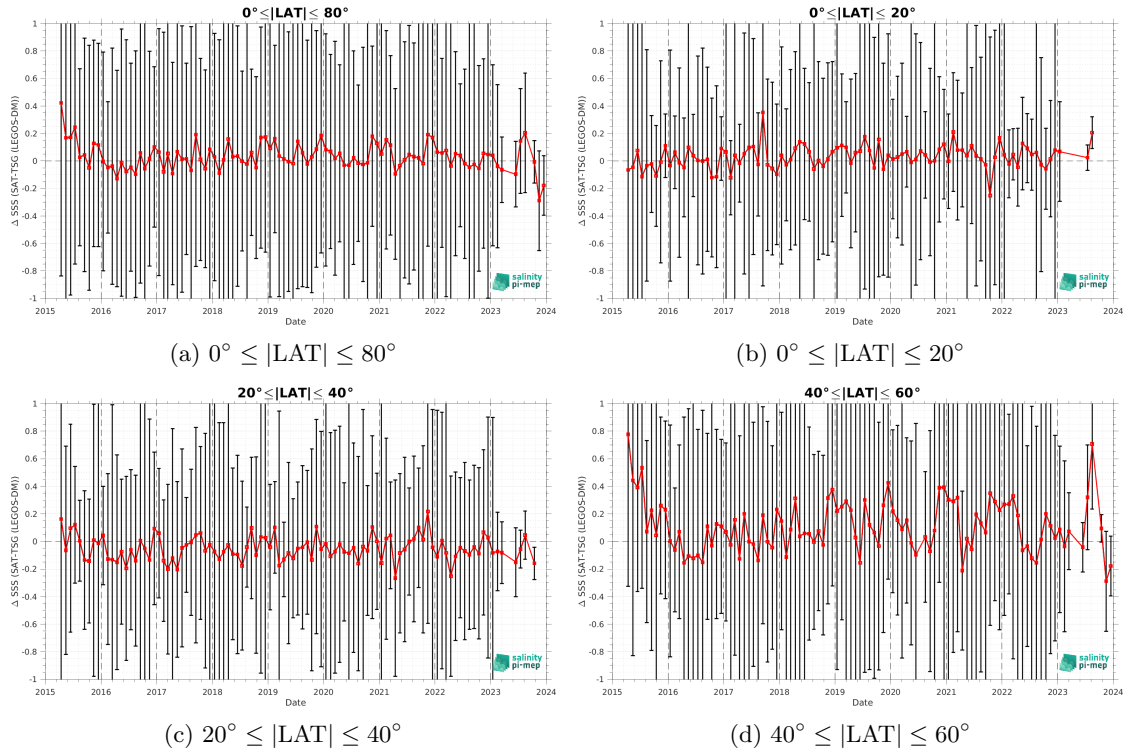 0°≤|LAT|≤ 80°
1
0.8
0.6
0.4
0.2
0
-0.2
-0.4
-0.6
-0.8
-1
Δ SSS (SAT-TSG (LEGOS-DM))
2015 2016 2017 2018 2019 2020 2021 2022 2023 2024
Date
salinity
pi-mep
(a) 0° ≤ |LAT| ≤ 80°
0°≤|LAT|≤ 20°
1
0.8
0.6
0.4
0.2
0
-0.2
-0.4
-0.6
-0.8
-1
Δ SSS (SAT-TSG (LEGOS-DM))
2015 2016 2017 2018 2019 2020 2021 2022 2023 2024
Date
salinity
pi-mep
(b) 0° ≤ |LAT| ≤ 20°
20°≤|LAT|≤ 40°
1
0.8
0.6
0.4
0.2
0
-0.2
-0.4
-0.6
-0.8
-1
Δ SSS (SAT-TSG (LEGOS-DM))
2015 2016 2017 2018 2019 2020 2021 2022 2023 2024
Date
salinity
pi-mep
(c) 20° ≤ |LAT| ≤ 40°
40°≤|LAT|≤ 60°
1
0.8
0.6
0.4
0.2
0
-0.2
-0.4
-0.6
-0.8
-1
Δ SSS (SAT-TSG (LEGOS-DM))
2015 2016 2017 2018 2019 2020 2021 2022 2023 2024
Date
salinity
pi-mep
(d) 40° ≤ |LAT| ≤ 60°